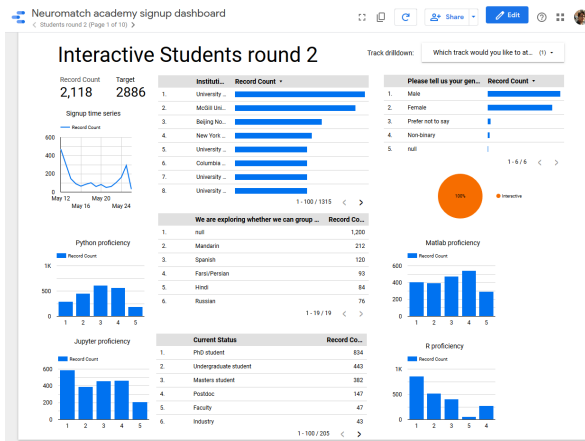 Neuromatch academy signup dashboard
Students round 2 (Page 1 of 10)
Share
Edit
Interactive Students round 2
Track drilldown:
Which track would you like to at... (1)
Record Count
Target
2,118
2886
Signup time series
Record Count
600
400
200
0
May 12
May 20
May 16
May 24
Instituti... Record Count
1. University ...
2. McGill Uni...
3. Beijing No...
4. New York ...
5. University ...
6. Columbia ...
7. University ...
8. University ...
1 - 100 / 1315
Please tell us your gen... Record Count
1. Male
2. Female
3. Prefer not to say
4. Non-binary
5. null
1 - 6 / 6
100%
Interactive
We are exploring whether we can group ... Record Co...
1. null 1,200
2. Mandarin 212
3. Spanish 120
4. Farsi/Persian 93
5. Hindi 84
6. Russian 76
1 - 19 / 19
Python proficiency
Record Count
1K
500
0
1 2 3 4 5
Matlab proficiency
Record Count
600
400
200
0
1 2 3 4 5
Jupyter proficiency
Record Count
600
400
200
0
1 2 3 4 5
Current Status Record Co...
1. PhD student 834
2. Undergraduate student 443
3. Masters student 382
4. Postdoc 147
5. Faculty 47
6. Industry 43
1 - 100 / 205
R proficiency
Record Count
1K
500
0
1 2 3 4 5